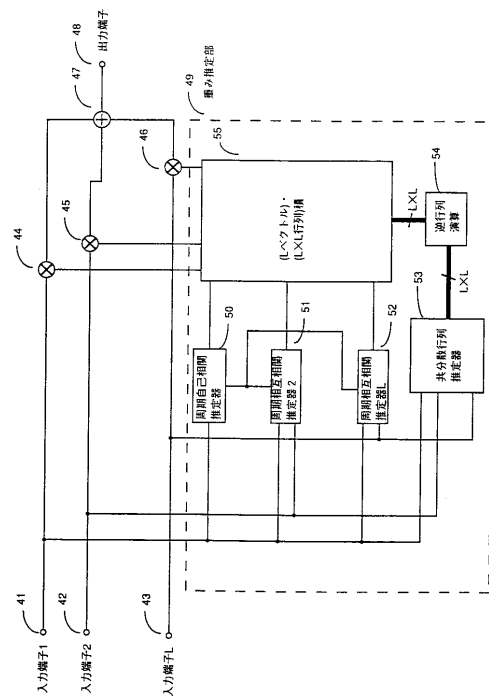 48
出力端子
47
49
重み推定部
46
55
45
44
(Lベクトル)・
(L×L行列)積
L×L
54
逆行列
演算
L×L
53
共分散行列
推定器
50
周期自己相関
推定器
51
周期相互相関
推定器2
52
周期相互相関
推定器L
41
入力端子1
42
入力端子2
43
入力端子L